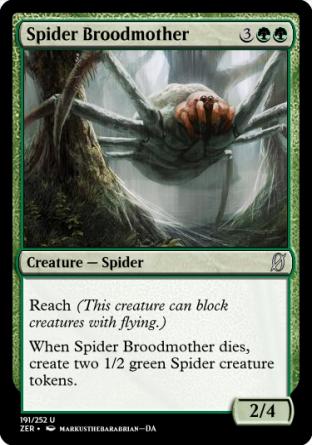 Spider Broodmother 3
Creature — Spider
Reach (This creature can block
creatures with flying.)
When Spider Broodmother dies,
create two 1/2 green Spider creature
tokens.
2/4
191/252 U
ZER • MARKUSTHEBARABRIAN—DA